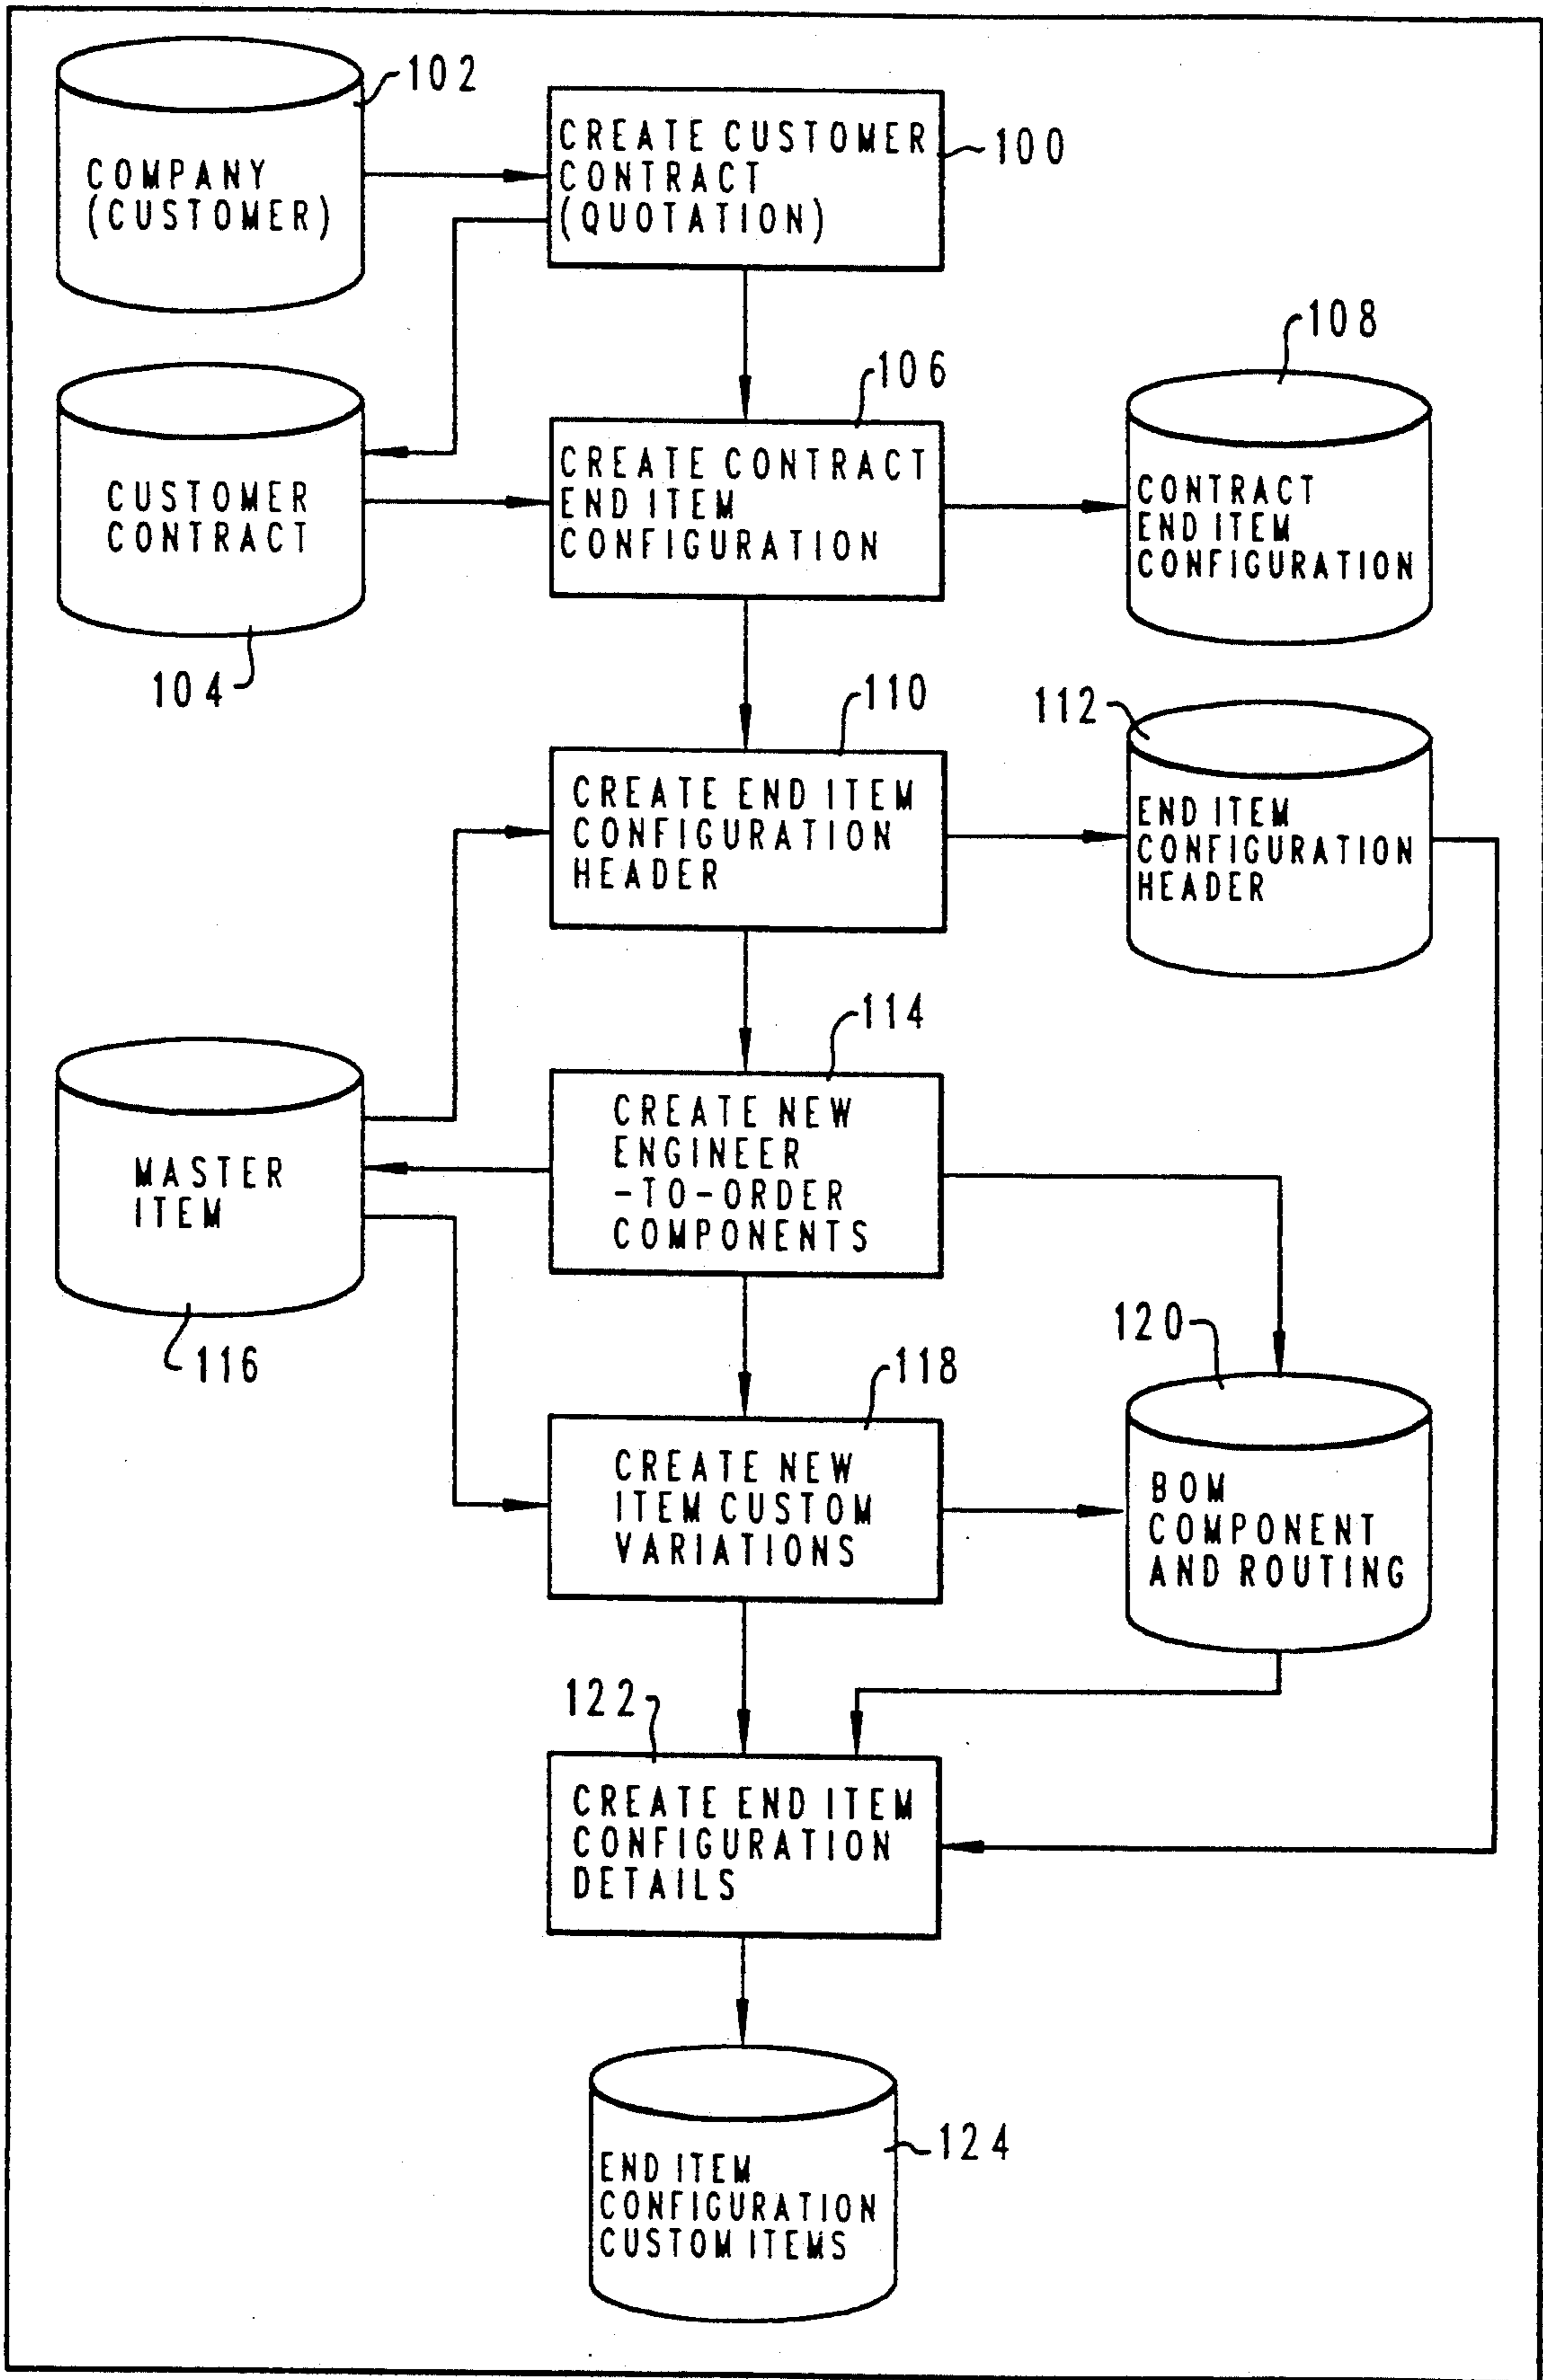 102
COMPANY
(CUSTOMER)
CREATE CUSTOMER
CONTRACT
(QUOTATION)
100
108
106
CUSTOMER
CONTRACT
104
CREATE CONTRACT
END ITEM
CONFIGURATION
CONTRACT
END ITEM
CONFIGURATION
110
112
CREATE END ITEM
CONFIGURATION
HEADER
END ITEM
CONFIGURATION
HEADER
114
MASTER
ITEM
116
CREATE NEW
ENGINEER
-TO-ORDER
COMPONENTS
120
118
CREATE NEW
ITEM CUSTOM
VARIATIONS
BOM
COMPONENT
AND ROUTING
122
CREATE END ITEM
CONFIGURATION
DETAILS
124
END ITEM
CONFIGURATION
CUSTOM ITEMS